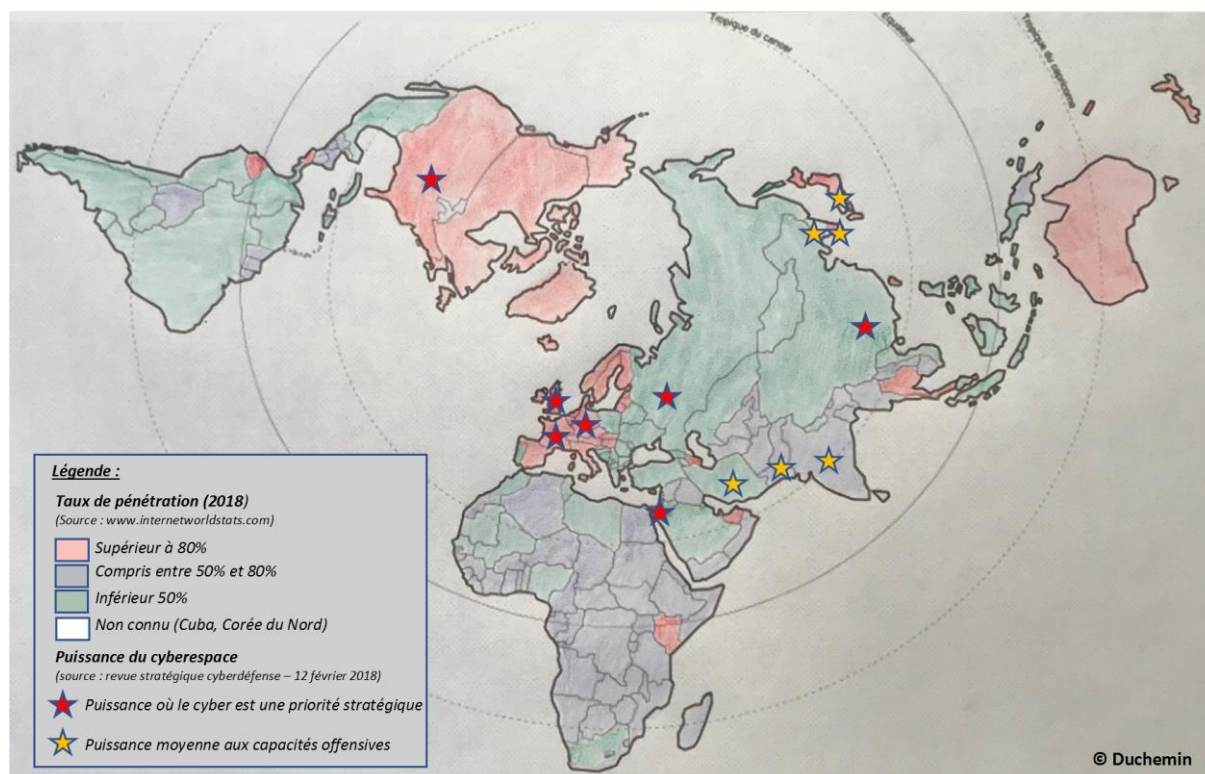 Tropique du cancer
Équateur
Tropique du capricorne
Légende :
Taux de pénétration (2018)
(Source : www.internetworldstats.com)
Supérieur à 80%
Compris entre 50% et 80%
Inférieur 50%
Non connu (Cuba, Corée du Nord)
Puissance du cyberespace
(source : revue stratégique cyberdéfense – 12 février 2018)
Puissance où le cyber est une priorité stratégique
Puissance moyenne aux capacités offensives
© Duchemin